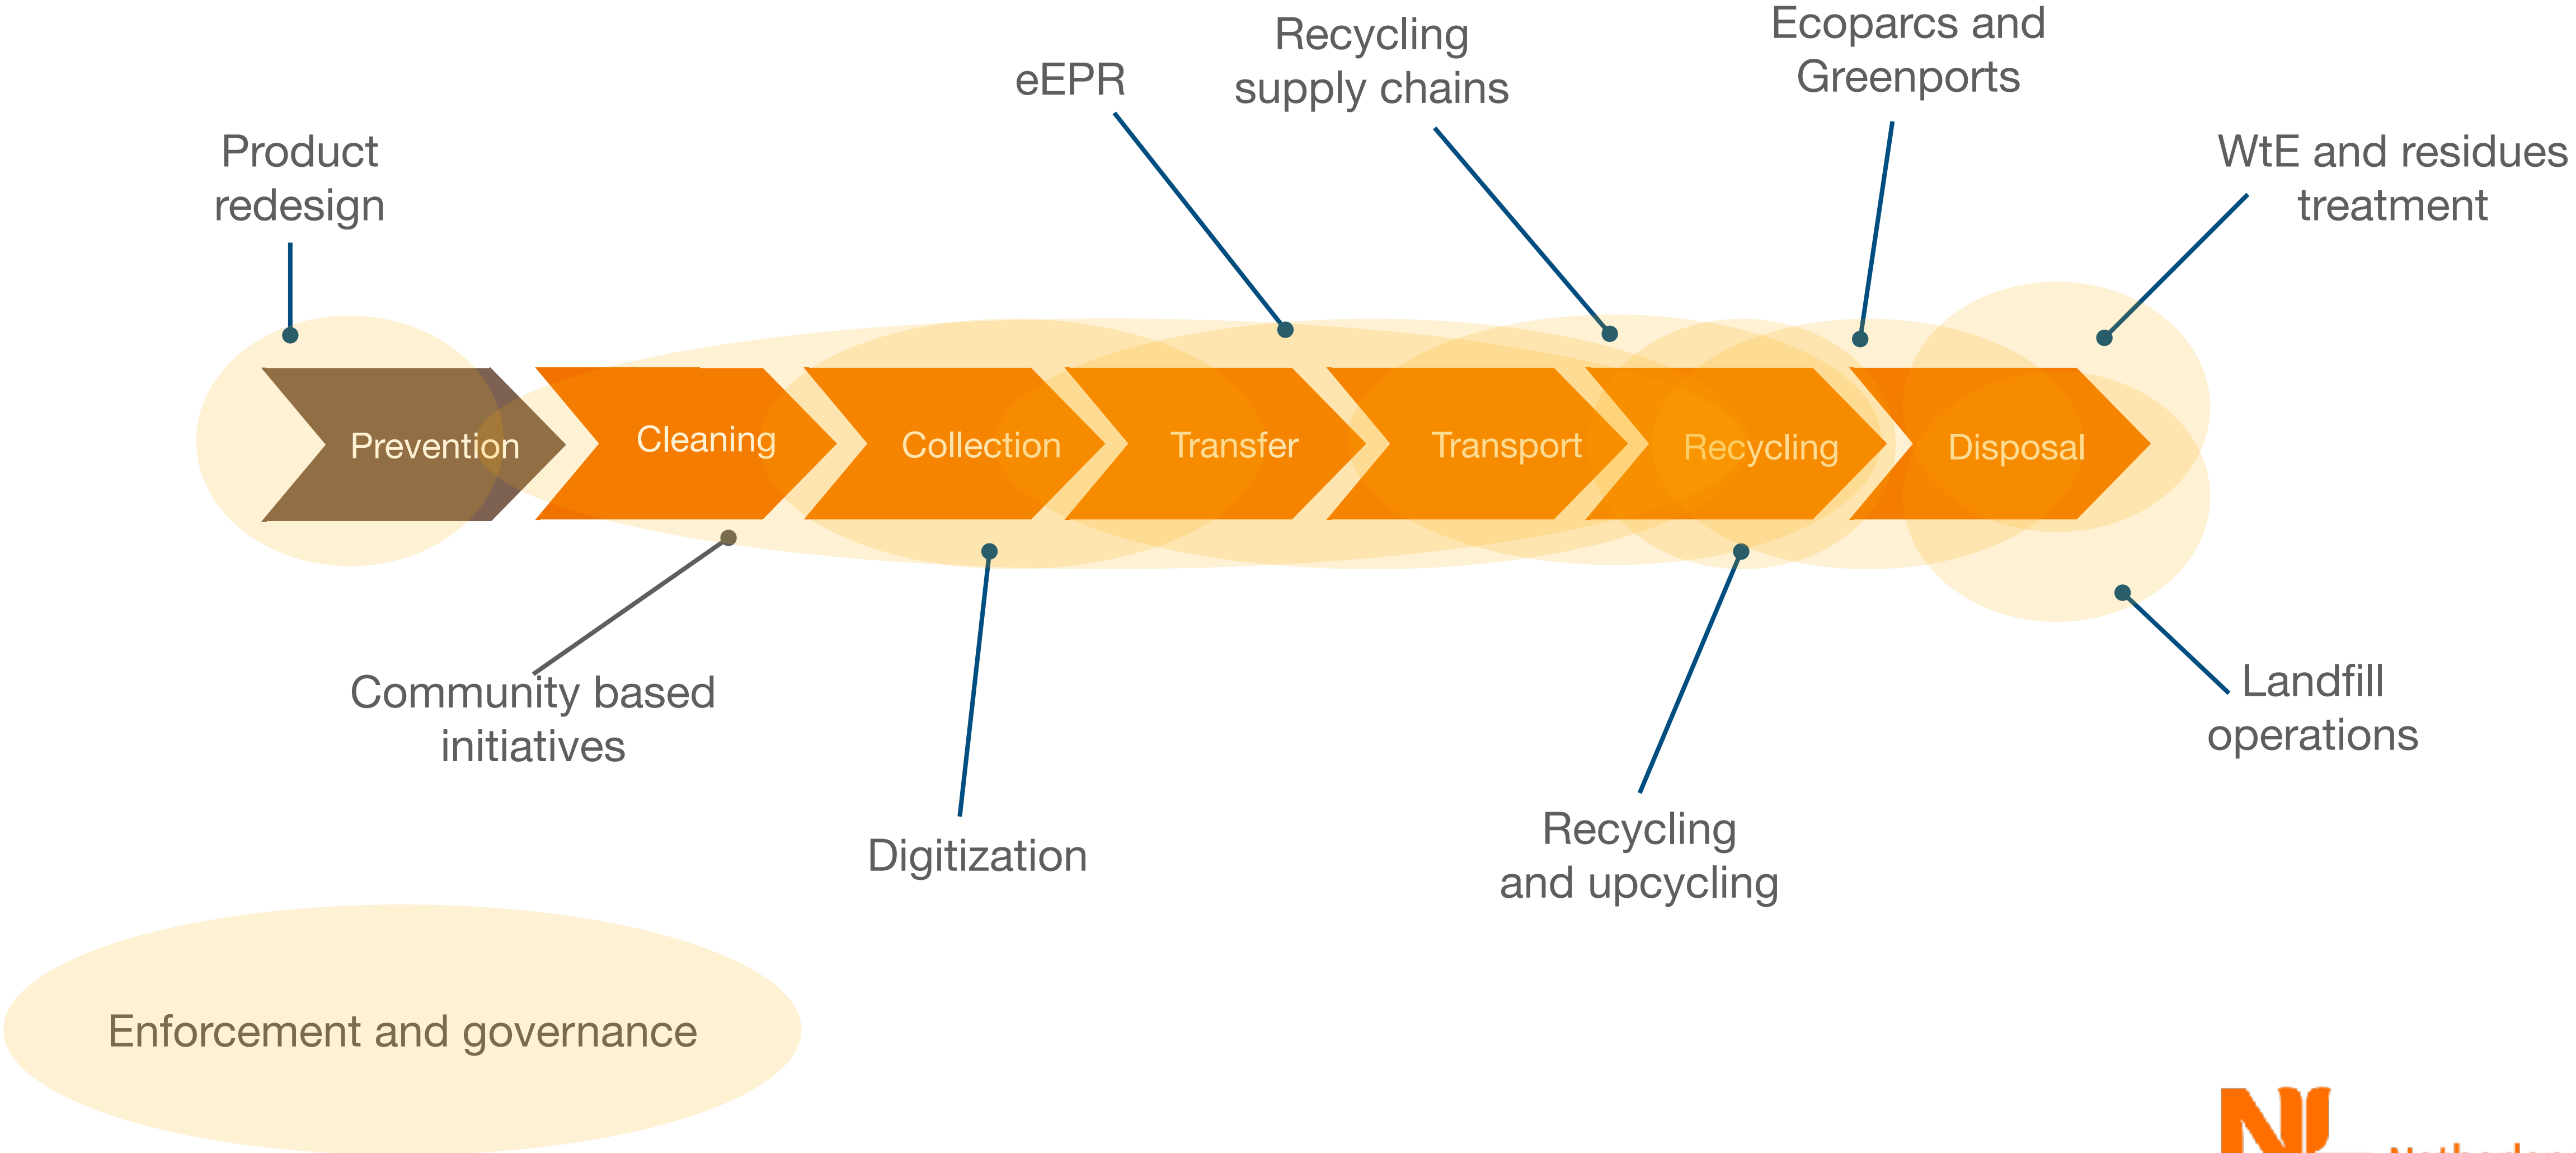 Ecoparcs and
Greenports
Recycling
supply chains
eEPR
Product
redesign
WtE and residues
treatment
Prevention
Cleaning
Collection
Transfer
Transport
Recycling
Disposal
Community based
initiatives
Landfill
operations
Digitization
Recycling
and upcycling
Enforcement and governance